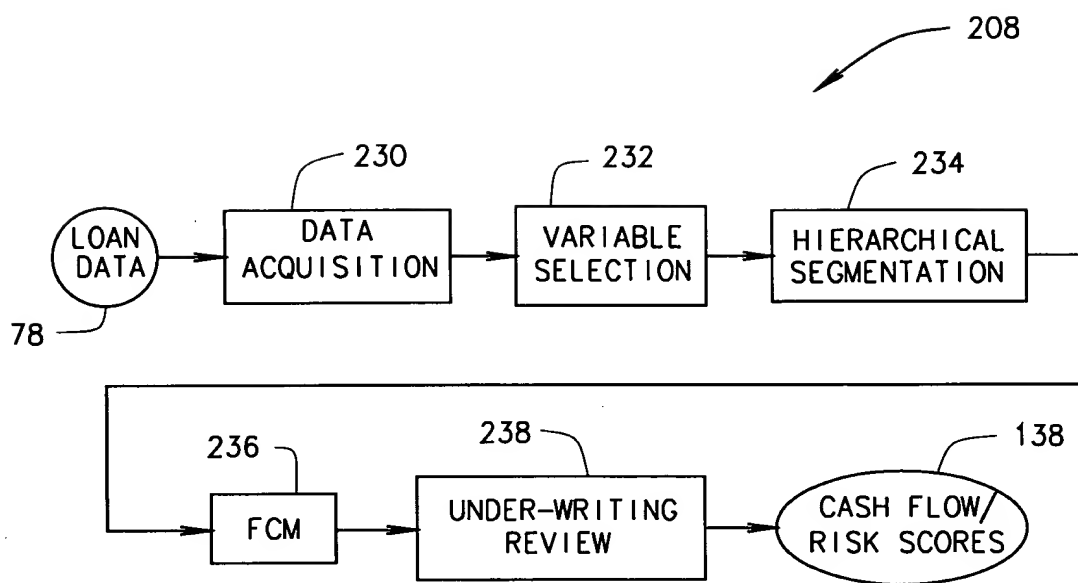 208
230
232
234
LOAN
DATA
DATA
ACQUISITION
VARIABLE
SELECTION
HIERARCHICAL
SEGMENTATION
78
236
238
138
FCM
UNDER-WRITING
REVIEW
CASH FLOW/
RISK SCORES